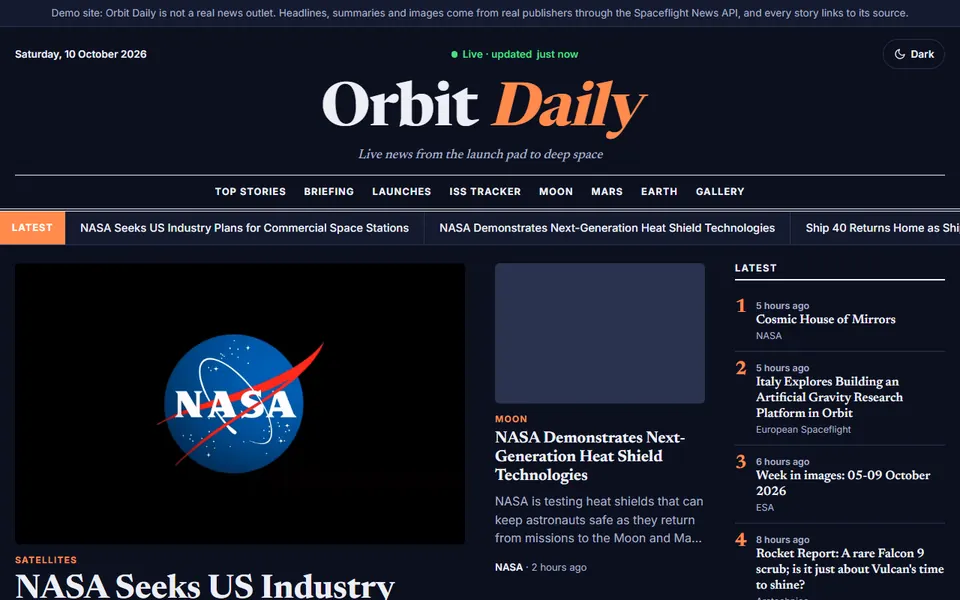 Demo site: Orbit Daily is not a real news outlet. Headlines, summaries and images come from real publishers through the Spaceflight News API, and every story links to its source.
Saturday, 10 October 2026
Live · updated just now
Dark
Orbit Daily
Live news from the launch pad to deep space
TOP STORIES BRIEFING LAUNCHES ISS TRACKER MOON MARS EARTH GALLERY
LATEST NASA Seeks US Industry Plans for Commercial Space Stations NASA Demonstrates Next-Generation Heat Shield Technologies Ship 40 Returns Home as
NASA
SATELLITES
NASA Seeks US Industry
MOON
NASA Demonstrates Next-
Generation Heat Shield
Technologies
NASA is testing heat shields that can
keep astronauts safe as they return
from missions to the Moon and Ma...
NASA · 2 hours ago
LATEST
1 5 hours ago
Cosmic House of Mirrors
NASA
2 5 hours ago
Italy Explores Building an
Artificial Gravity Research
Platform in Orbit
European Spaceflight
3 6 hours ago
Week in images: 05-09 October
2026
ESA
4 8 hours ago
Rocket Report: A rare Falcon 9
scrub; is it just about Vulcan's time
to shine?